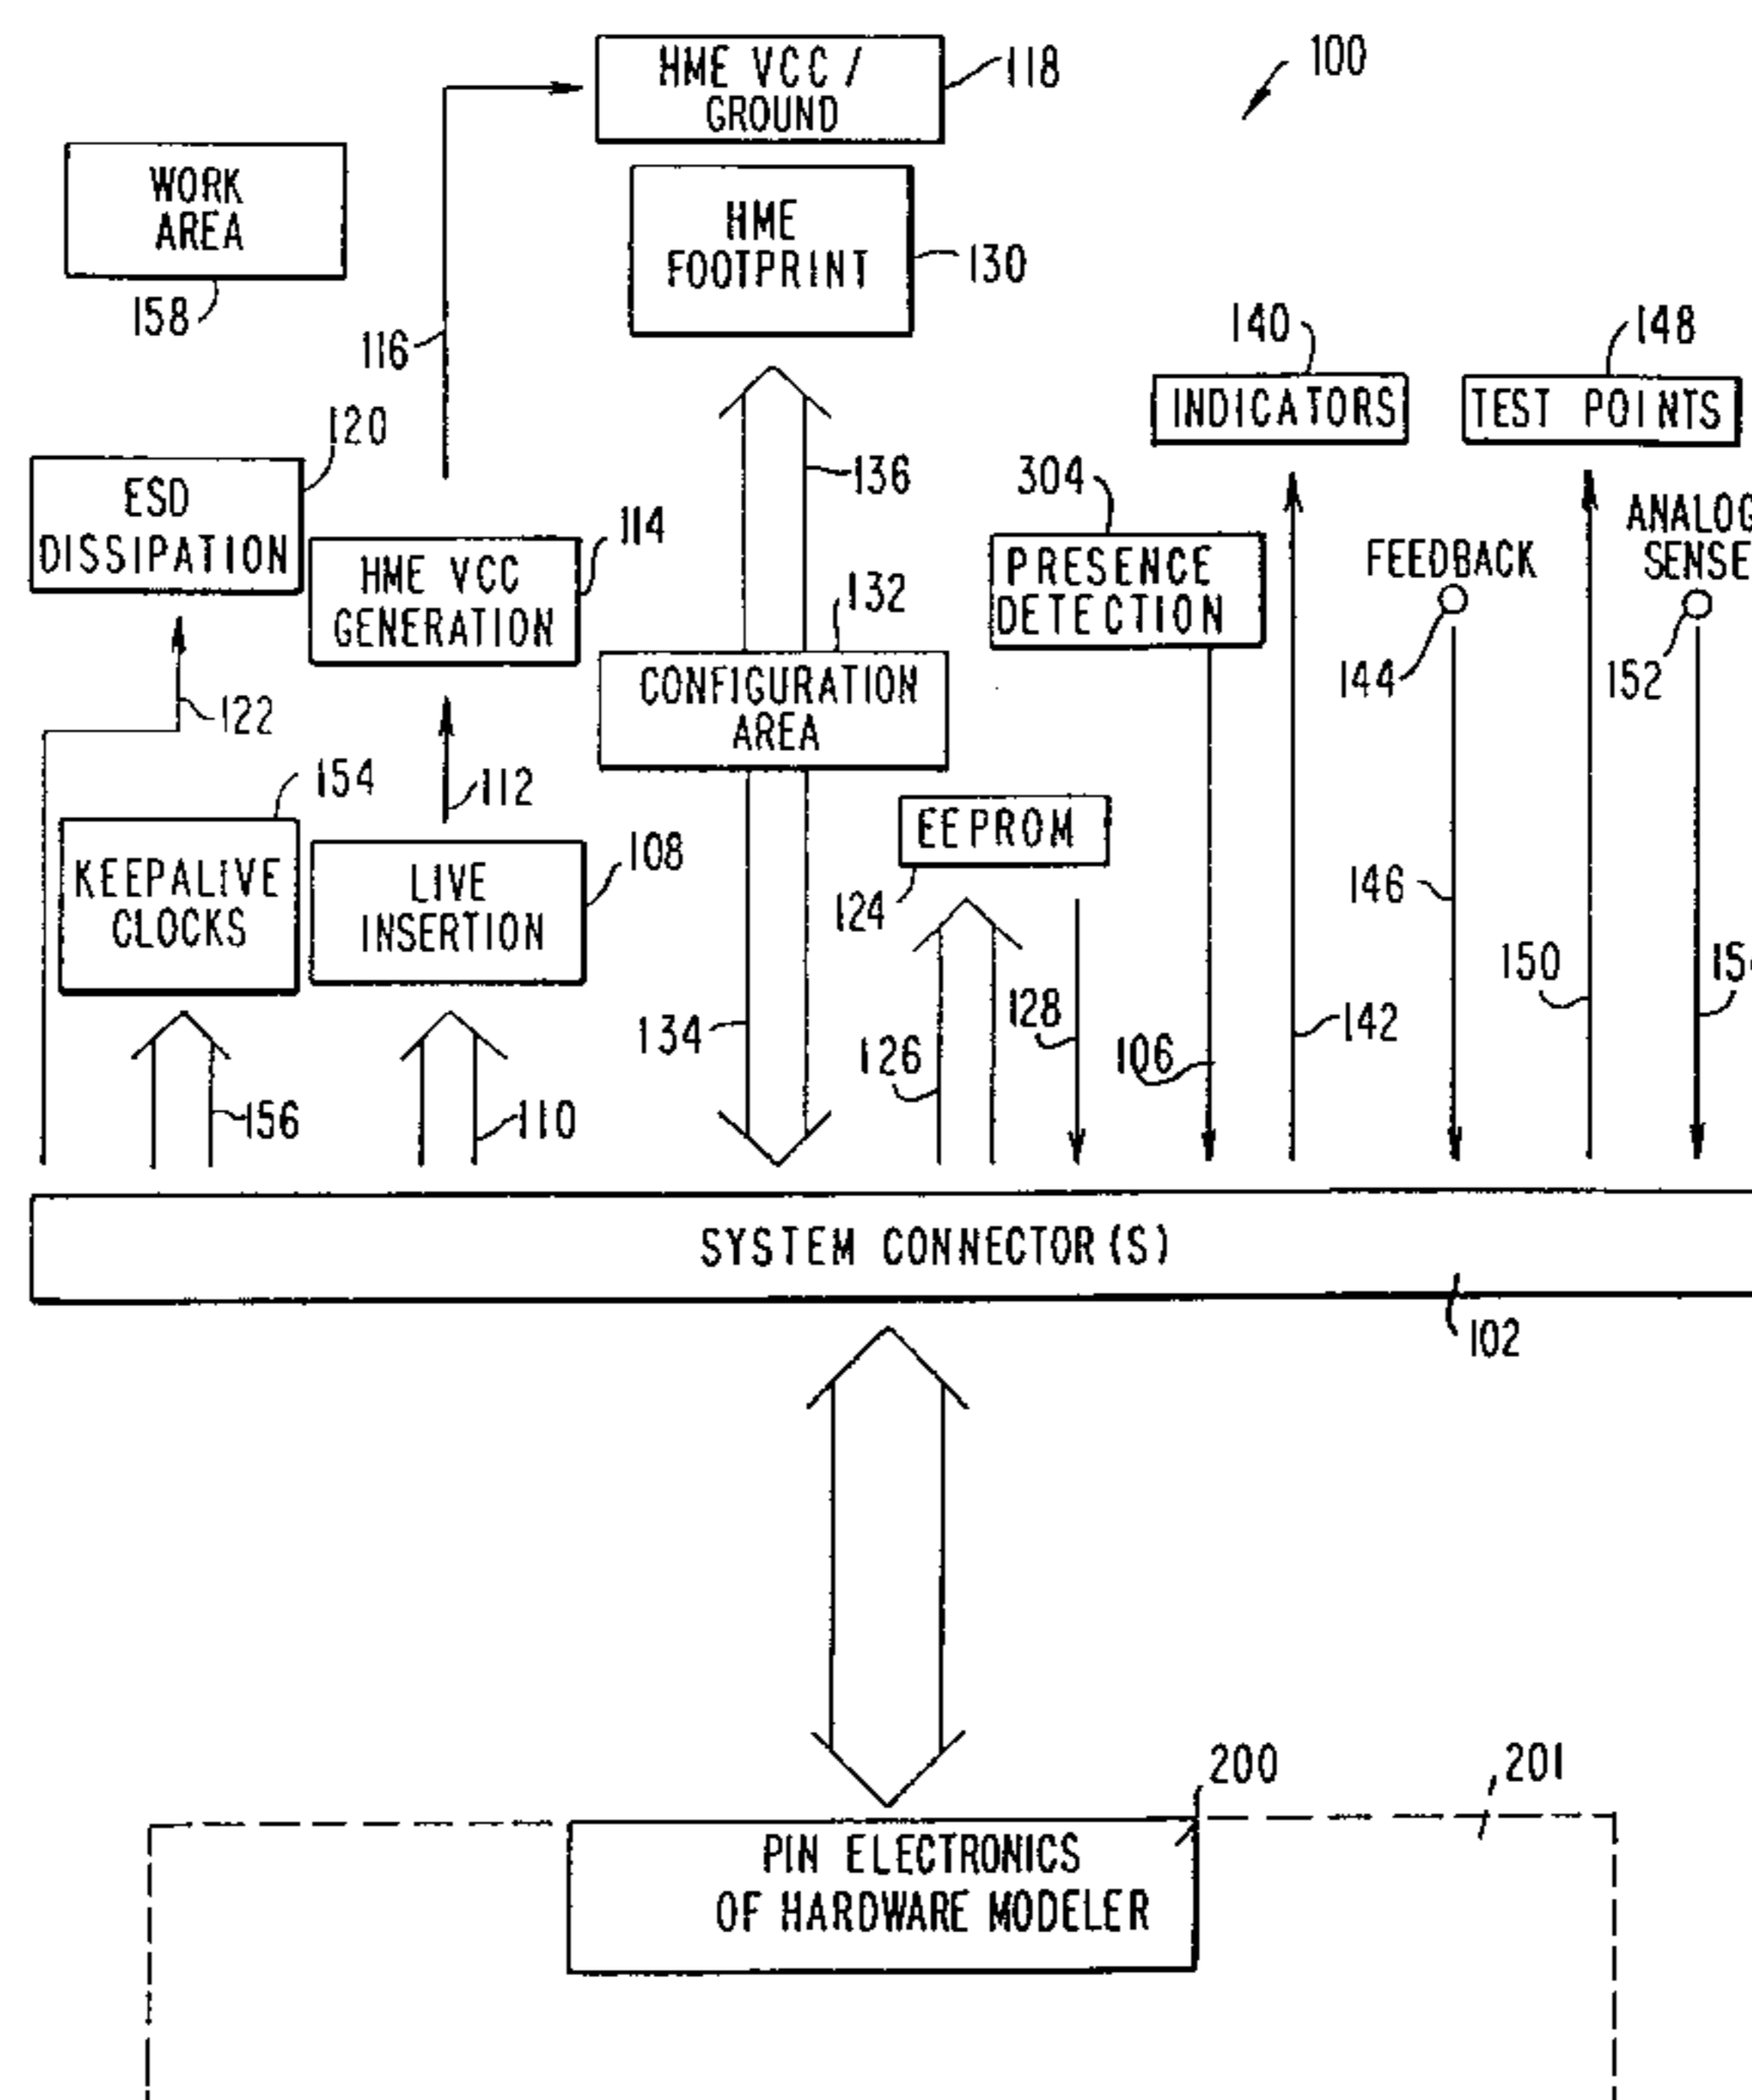 100
HME VCC /
GROUND
118
WORK
AREA
158
HME
FOOTPRINT
130
116
140
INDICATORS
148
TEST POINTS
120
ESD
DISSIPATION
122
114
HME VCC
GENERATION
136
304
PRESENCE
DETECTION
FEEDBACK
144
ANALOG
SENSE
152
132
CONFIGURATION
AREA
154
KEEPALIVE
CLOCKS
112
108
LIVE
INSERTION
EEPROM
124
146
150
134
126
128
106
142
156
110
SYSTEM CONNECTOR(S)
102
200
201
PIN ELECTRONICS
OF HARDWARE MODELER